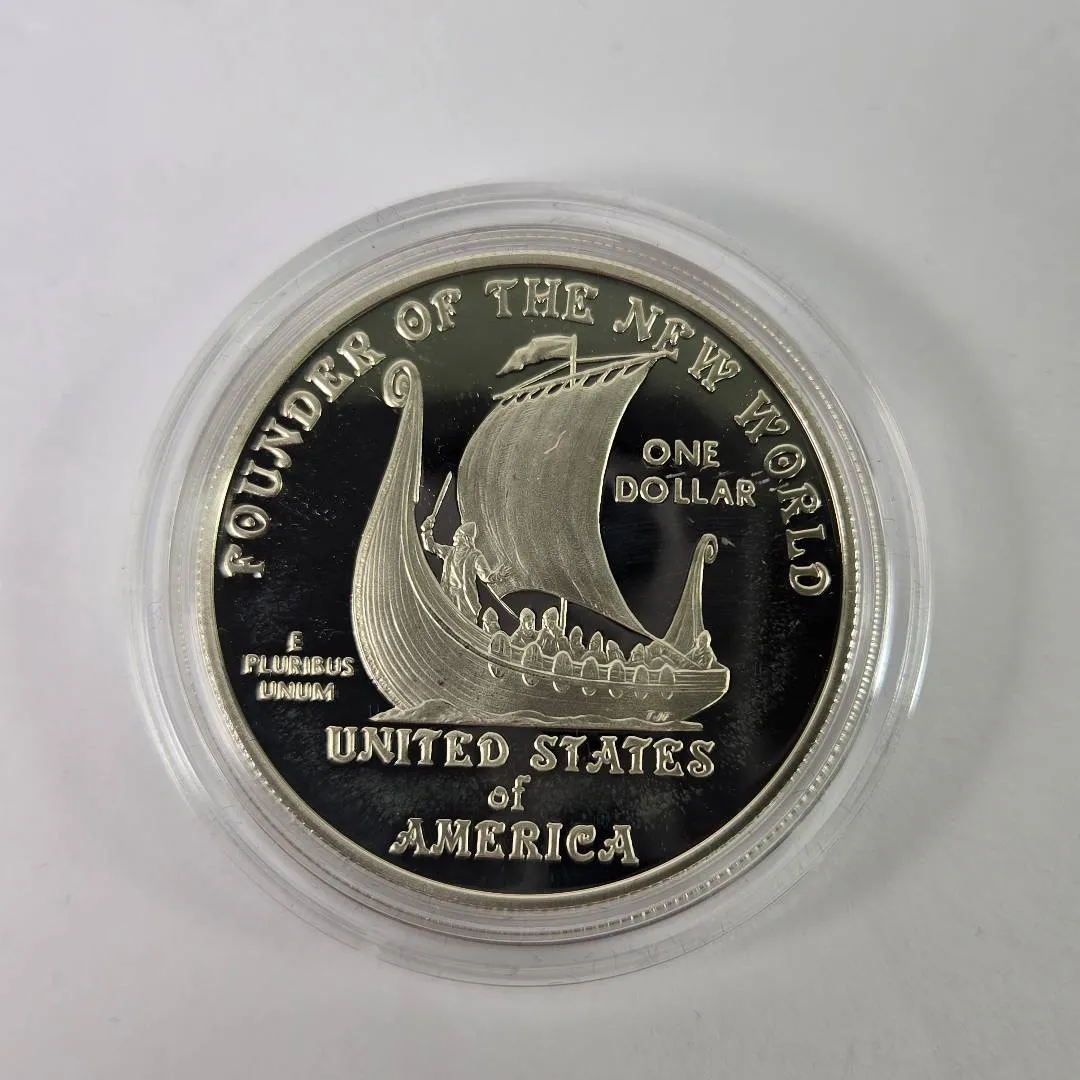 FOUNDER OF THE NEW WORLD
ONE
DOLLAR
E
PLURIBUS
UNUM
UNITED STATES
of
AMERICA